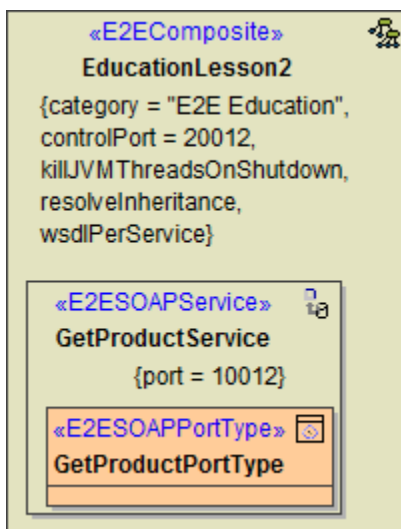 «E2EComposite»
EducationLesson2
{category = "E2E Education",
controlPort = 20012,
killJVMThreadsOnShutdown,
resolveInheritance,
wsdlPerService}
«E2ESOAPService»
GetProductService
{port = 10012}
«E2ESOAPPortType»
GetProductPortType